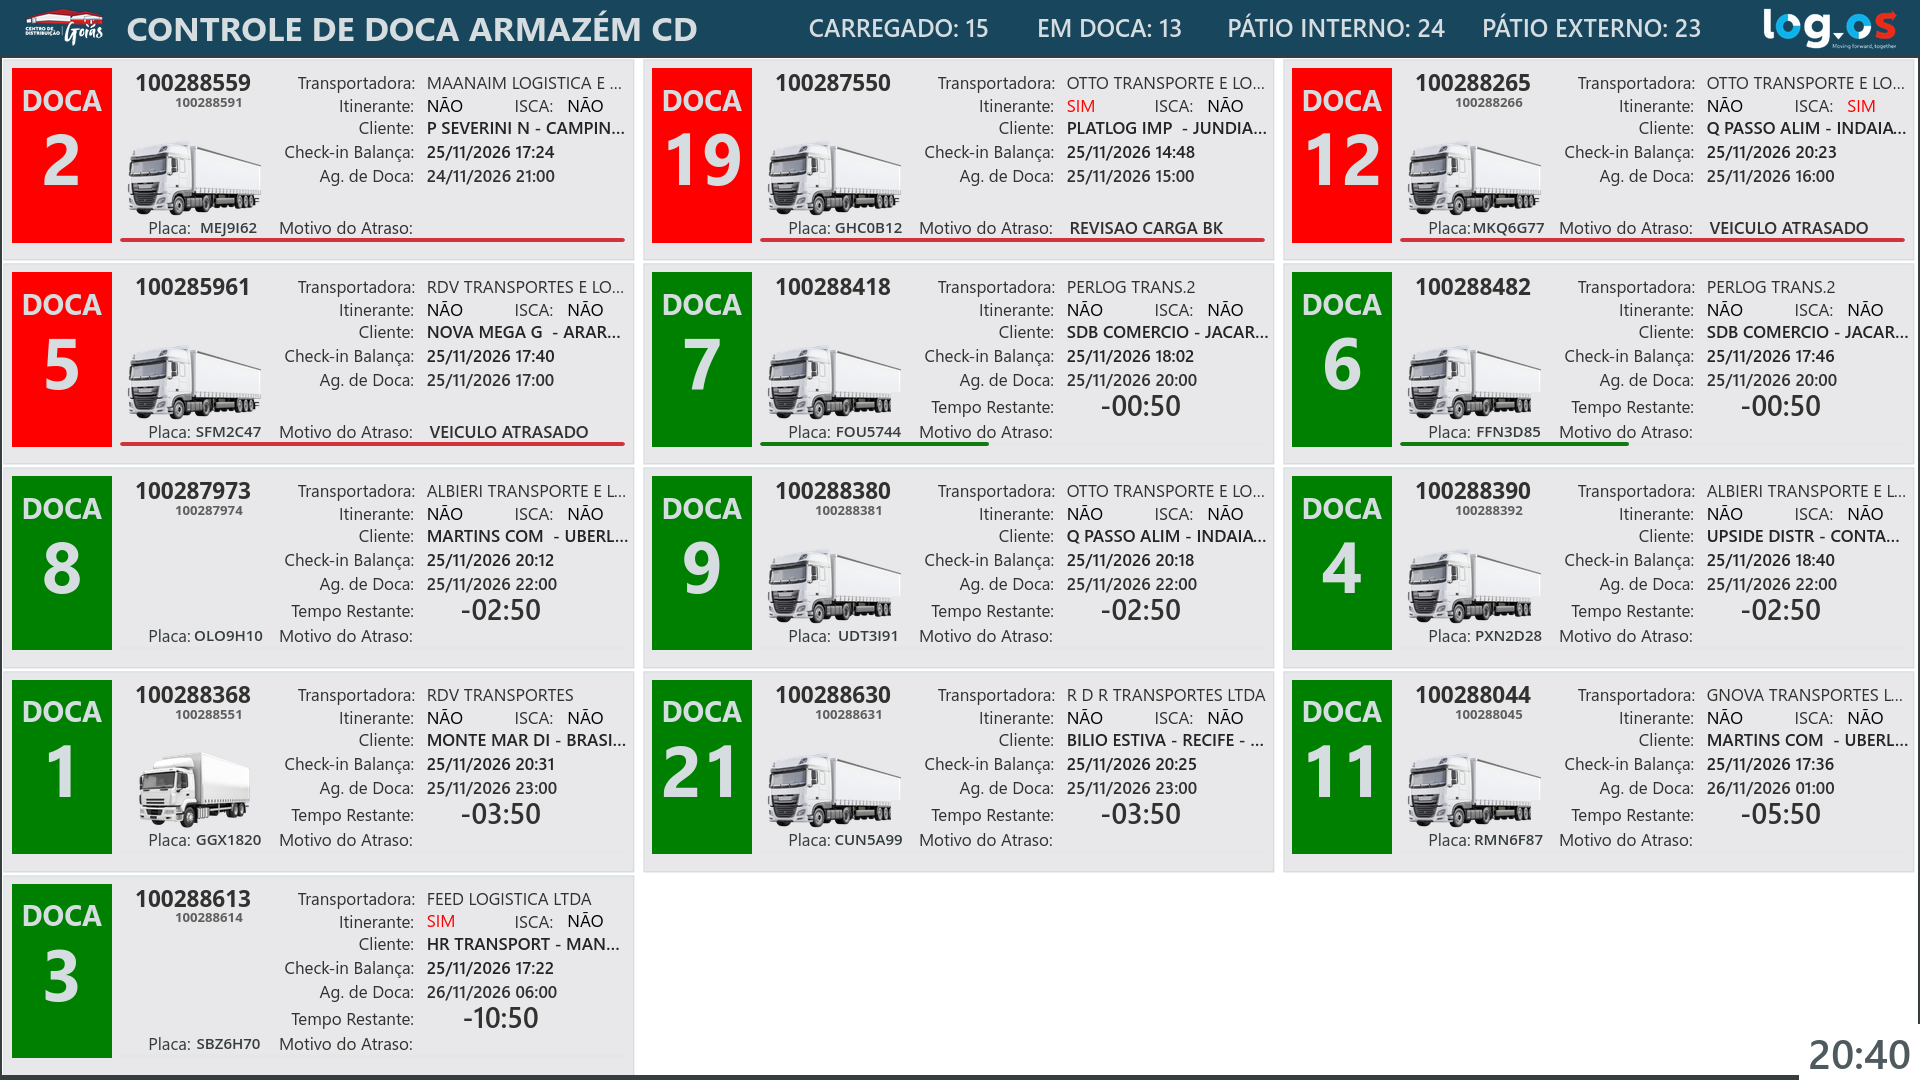 CENTRO DE DISTRIBUIÇÃO Goiás
CONTROLE DE DOCA ARMAZÉM CD
CARREGADO: 15
EM DOCA: 13
PÁTIO INTERNO: 24
PÁTIO EXTERNO: 23
log.os
Moving forward, together
DOCA
2
100288559
100288591
Transportadora: MAANAIM LOGISTICA E ...
Itinerante: NÃO ISCA: NÃO
Cliente: P SEVERINI N - CAMPIN...
Check-in Balança: 25/11/2026 17:24
Ag. de Doca: 24/11/2026 21:00
Placa: MEJ9I62 Motivo do Atraso:
DOCA
19
100287550
Transportadora: OTTO TRANSPORTE E LO...
Itinerante: SIM ISCA: NÃO
Cliente: PLATLOG IMP - JUNDIA...
Check-in Balança: 25/11/2026 14:48
Ag. de Doca: 25/11/2026 15:00
Placa: GHC0B12 Motivo do Atraso: REVISAO CARGA BK
DOCA
12
100288265
100288266
Transportadora: OTTO TRANSPORTE E LO...
Itinerante: NÃO ISCA: SIM
Cliente: Q PASSO ALIM - INDAIA...
Check-in Balança: 25/11/2026 20:23
Ag. de Doca: 25/11/2026 16:00
Placa: MKQ6G77 Motivo do Atraso: VEICULO ATRASADO
DOCA
5
100285961
Transportadora: RDV TRANSPORTES E LO...
Itinerante: NÃO ISCA: NÃO
Cliente: NOVA MEGA G - ARAR...
Check-in Balança: 25/11/2026 17:40
Ag. de Doca: 25/11/2026 17:00
Placa: SFM2C47 Motivo do Atraso: VEICULO ATRASADO
DOCA
7
100288418
Transportadora: PERLOG TRANS.2
Itinerante: NÃO ISCA: NÃO
Cliente: SDB COMERCIO - JACAR...
Check-in Balança: 25/11/2026 18:02
Ag. de Doca: 25/11/2026 20:00
Tempo Restante: -00:50
Placa: FOU5744 Motivo do Atraso:
DOCA
6
100288482
Transportadora: PERLOG TRANS.2
Itinerante: NÃO ISCA: NÃO
Cliente: SDB COMERCIO - JACAR...
Check-in Balança: 25/11/2026 17:46
Ag. de Doca: 25/11/2026 20:00
Tempo Restante: -00:50
Placa: FFN3D85 Motivo do Atraso:
DOCA
8
100287973
100287974
Transportadora: ALBIERI TRANSPORTE E L...
Itinerante: NÃO ISCA: NÃO
Cliente: MARTINS COM - UBERL...
Check-in Balança: 25/11/2026 20:12
Ag. de Doca: 25/11/2026 22:00
Tempo Restante: -02:50
Placa: OLO9H10 Motivo do Atraso:
DOCA
9
100288380
100288381
Transportadora: OTTO TRANSPORTE E LO...
Itinerante: NÃO ISCA: NÃO
Cliente: Q PASSO ALIM - INDAIA...
Check-in Balança: 25/11/2026 20:18
Ag. de Doca: 25/11/2026 22:00
Tempo Restante: -02:50
Placa: UDT3I91 Motivo do Atraso:
DOCA
4
100288390
100288392
Transportadora: ALBIERI TRANSPORTE E L...
Itinerante: NÃO ISCA: NÃO
Cliente: UPSIDE DISTR - CONTA...
Check-in Balança: 25/11/2026 18:40
Ag. de Doca: 25/11/2026 22:00
Tempo Restante: -02:50
Placa: PXN2D28 Motivo do Atraso:
DOCA
1
100288368
100288551
Transportadora: RDV TRANSPORTES
Itinerante: NÃO ISCA: NÃO
Cliente: MONTE MAR DI - BRASI...
Check-in Balança: 25/11/2026 20:31
Ag. de Doca: 25/11/2026 23:00
Tempo Restante: -03:50
Placa: GGX1820 Motivo do Atraso:
DOCA
21
100288630
100288631
Transportadora: R D R TRANSPORTES LTDA
Itinerante: NÃO ISCA: NÃO
Cliente: BILIO ESTIVA - RECIFE - ...
Check-in Balança: 25/11/2026 20:25
Ag. de Doca: 25/11/2026 23:00
Tempo Restante: -03:50
Placa: CUN5A99 Motivo do Atraso:
DOCA
11
100288044
100288045
Transportadora: GNOVA TRANSPORTES L...
Itinerante: NÃO ISCA: NÃO
Cliente: MARTINS COM - UBERL...
Check-in Balança: 25/11/2026 17:36
Ag. de Doca: 26/11/2026 01:00
Tempo Restante: -05:50
Placa: RMN6F87 Motivo do Atraso:
DOCA
3
100288613
100288614
Transportadora: FEED LOGISTICA LTDA
Itinerante: SIM ISCA: NÃO
Cliente: HR TRANSPORT - MAN...
Check-in Balança: 25/11/2026 17:22
Ag. de Doca: 26/11/2026 06:00
Tempo Restante: -10:50
Placa: SBZ6H70 Motivo do Atraso:
20:40